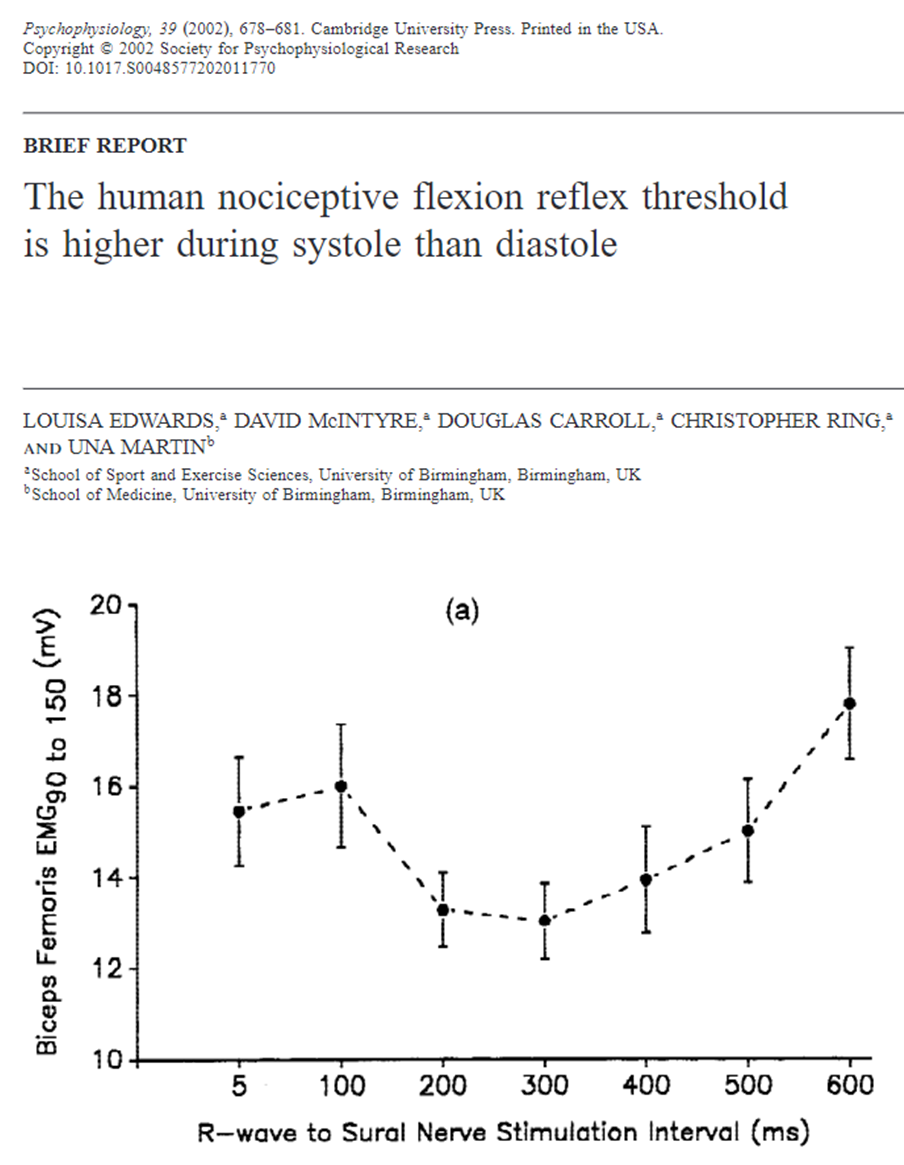 Psychophysiology, 39 (2002), 678–681. Cambridge University Press. Printed in the USA.
Copyright © 2002 Society for Psychophysiological Research
DOI: 10.1017.S0048577202011770
BRIEF REPORT
The human nociceptive flexion reflex threshold
is higher during systole than diastole
LOUISA EDWARDS,a DAVID McINTYRE,a DOUGLAS CARROLL,a CHRISTOPHER RING,a
AND UNA MARTINb
aSchool of Sport and Exercise Sciences, University of Birmingham, Birmingham, UK
bSchool of Medicine, University of Birmingham, Birmingham, UK
(a)
Biceps Femoris EMG90 to 150 (mV)
20
18
16
14
12
10
5 100 200 300 400 500 600
R-wave to Sural Nerve Stimulation Interval (ms)